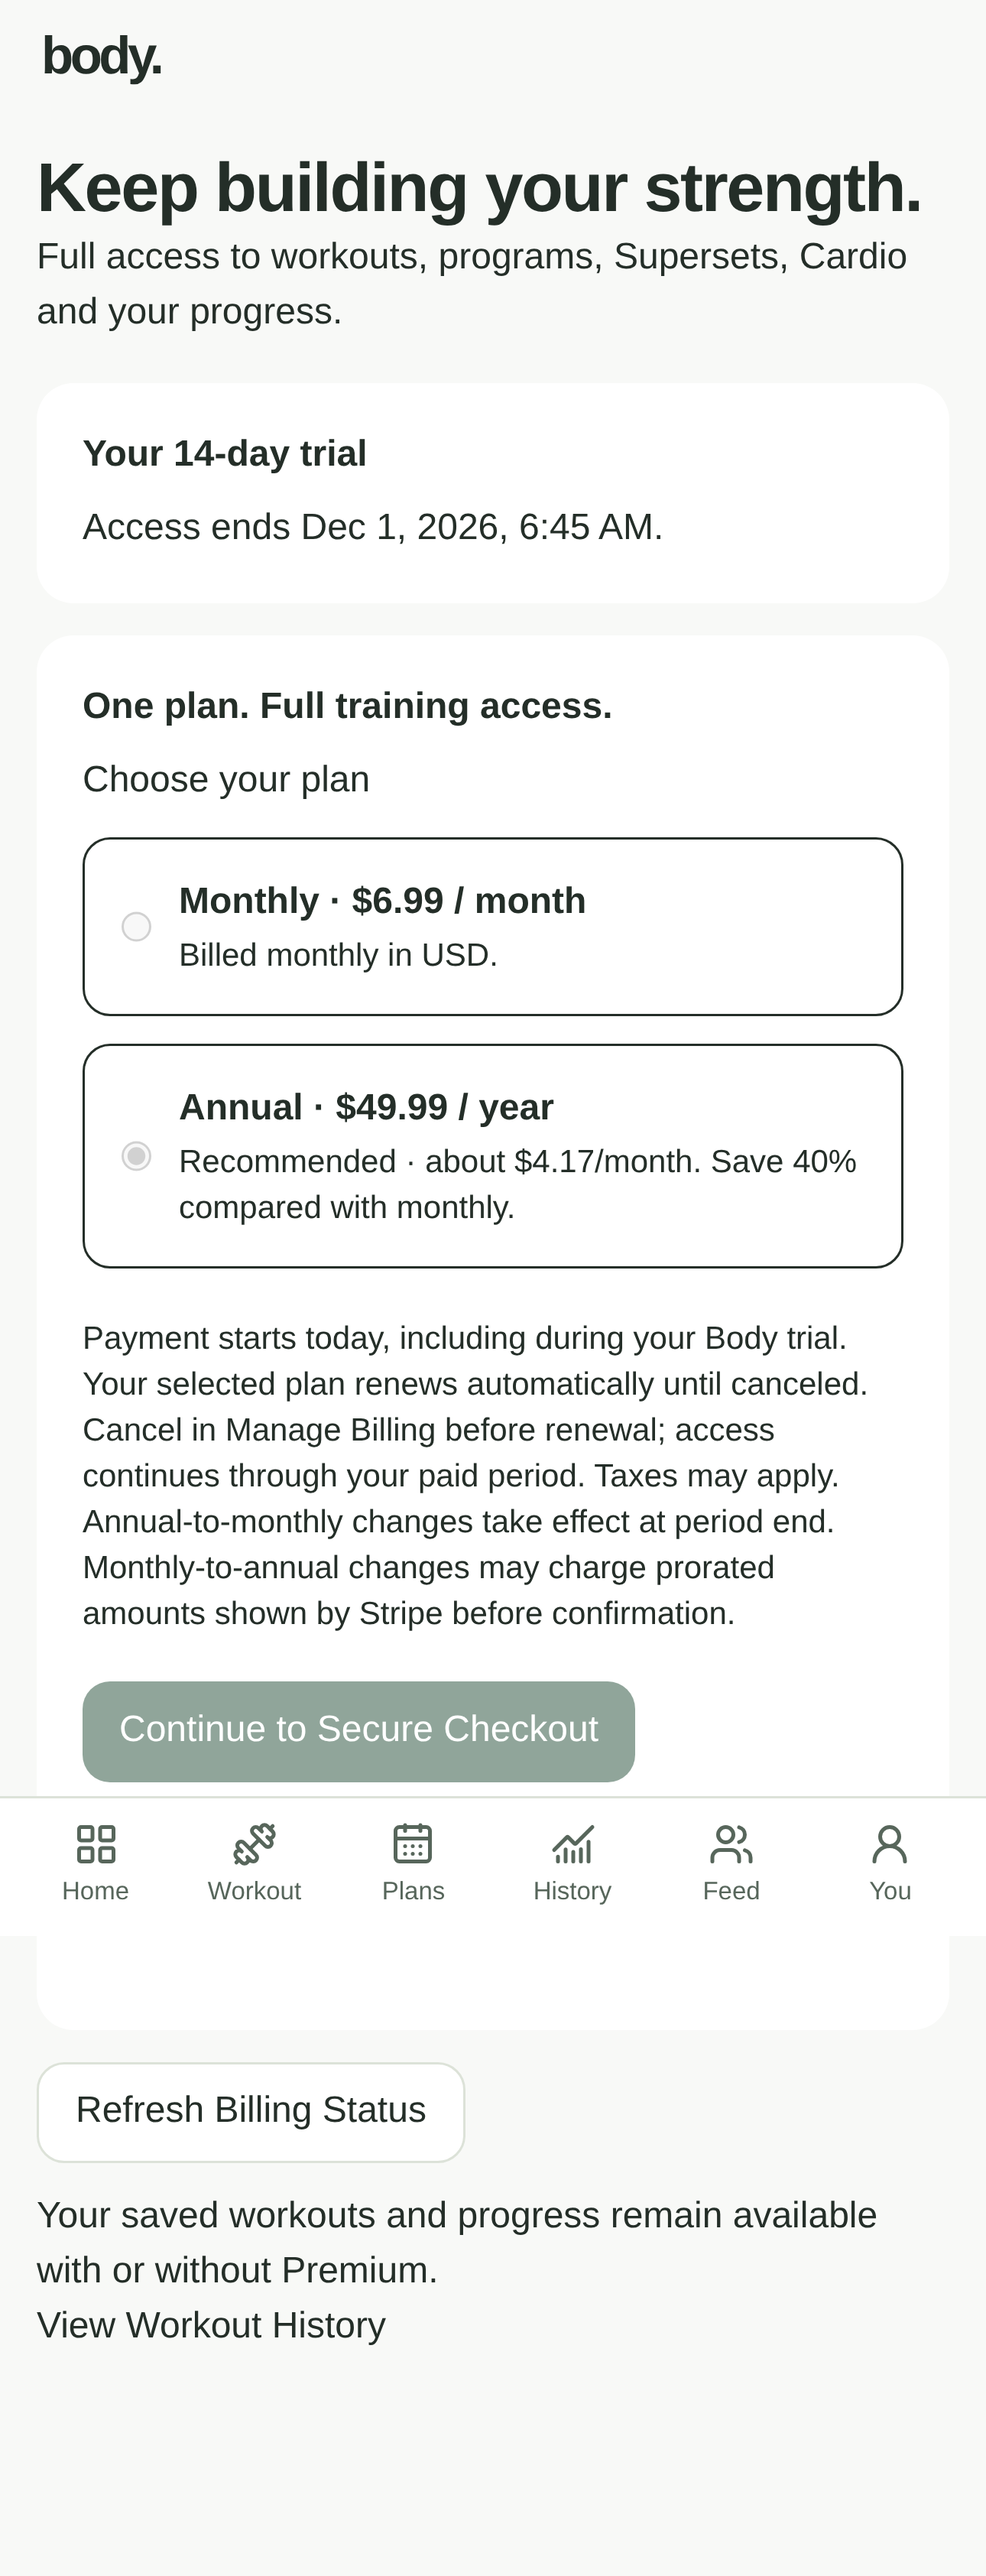 body.
Keep building your strength.
Full access to workouts, programs, Supersets, Cardio
and your progress.
Your 14-day trial
Access ends Dec 1, 2026, 6:45 AM.
One plan. Full training access.
Choose your plan
Monthly · $6.99 / month
Billed monthly in USD.
Annual · $49.99 / year
Recommended · about $4.17/month. Save 40%
compared with monthly.
Payment starts today, including during your Body trial.
Your selected plan renews automatically until canceled.
Cancel in Manage Billing before renewal; access
continues through your paid period. Taxes may apply.
Annual-to-monthly changes take effect at period end.
Monthly-to-annual changes may charge prorated
amounts shown by Stripe before confirmation.
Continue to Secure Checkout
Home
Workout
Plans
History
Feed
You
Refresh Billing Status
Your saved workouts and progress remain available
with or without Premium.
View Workout History